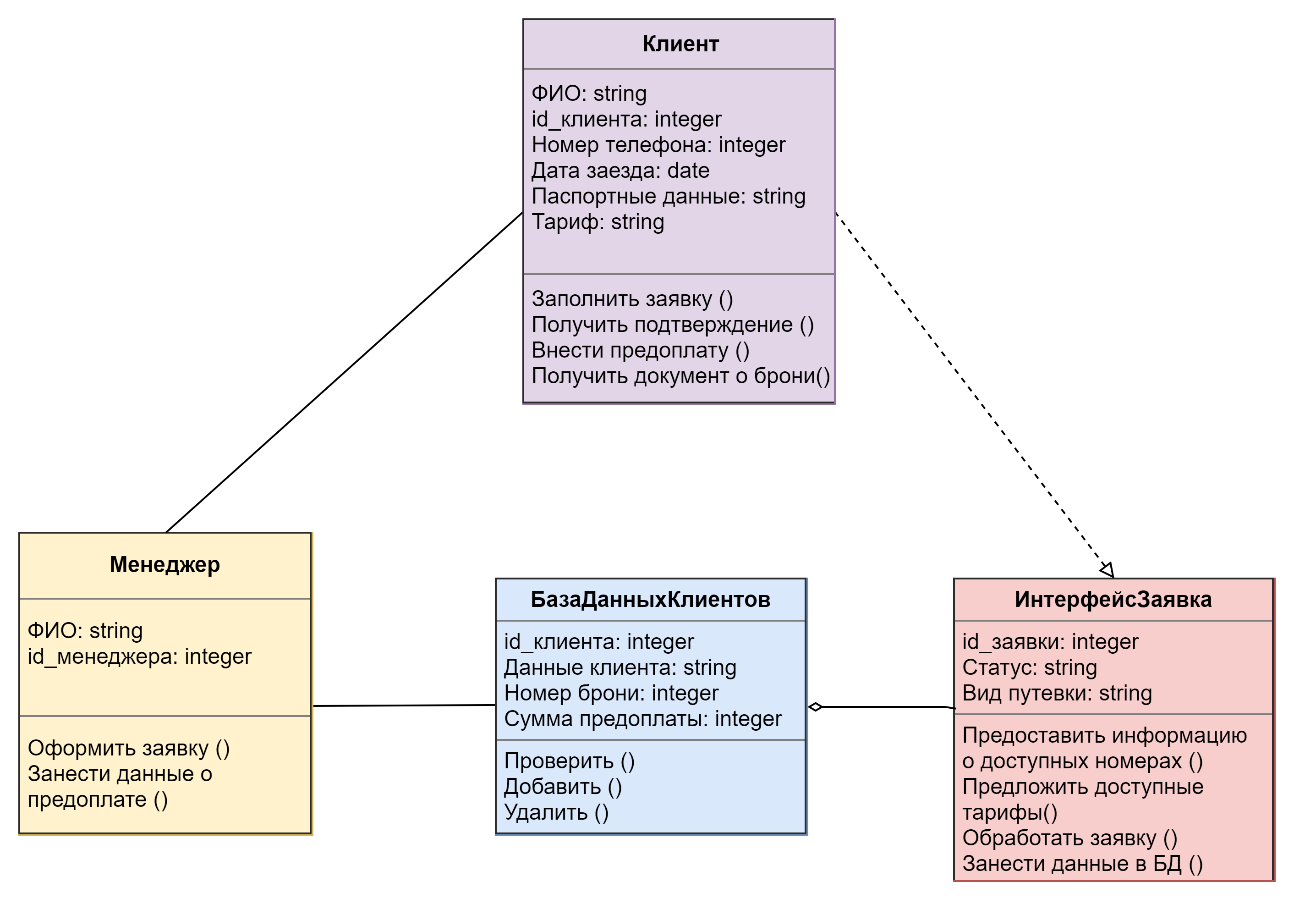 Клиент
ФИО: string
id_клиента: integer
Номер телефона: integer
Дата заезда: date
Паспортные данные: string
Тариф: string
Заполнить заявку ()
Получить подтверждение ()
Внести предоплату ()
Получить документ о брони()
Менеджер
ФИО: string
id_менеджера: integer
Оформить заявку ()
Занести данные о
предоплате ()
БазаДанныхКлиентов
id_клиента: integer
Данные клиента: string
Номер брони: integer
Сумма предоплаты: integer
Проверить ()
Добавить ()
Удалить ()
ИнтерфейсЗаявка
id_заявки: integer
Статус: string
Вид путевки: string
Предоставить информацию
о доступных номерах ()
Предложить доступные
тарифы()
Обработать заявку ()
Занести данные в БД ()